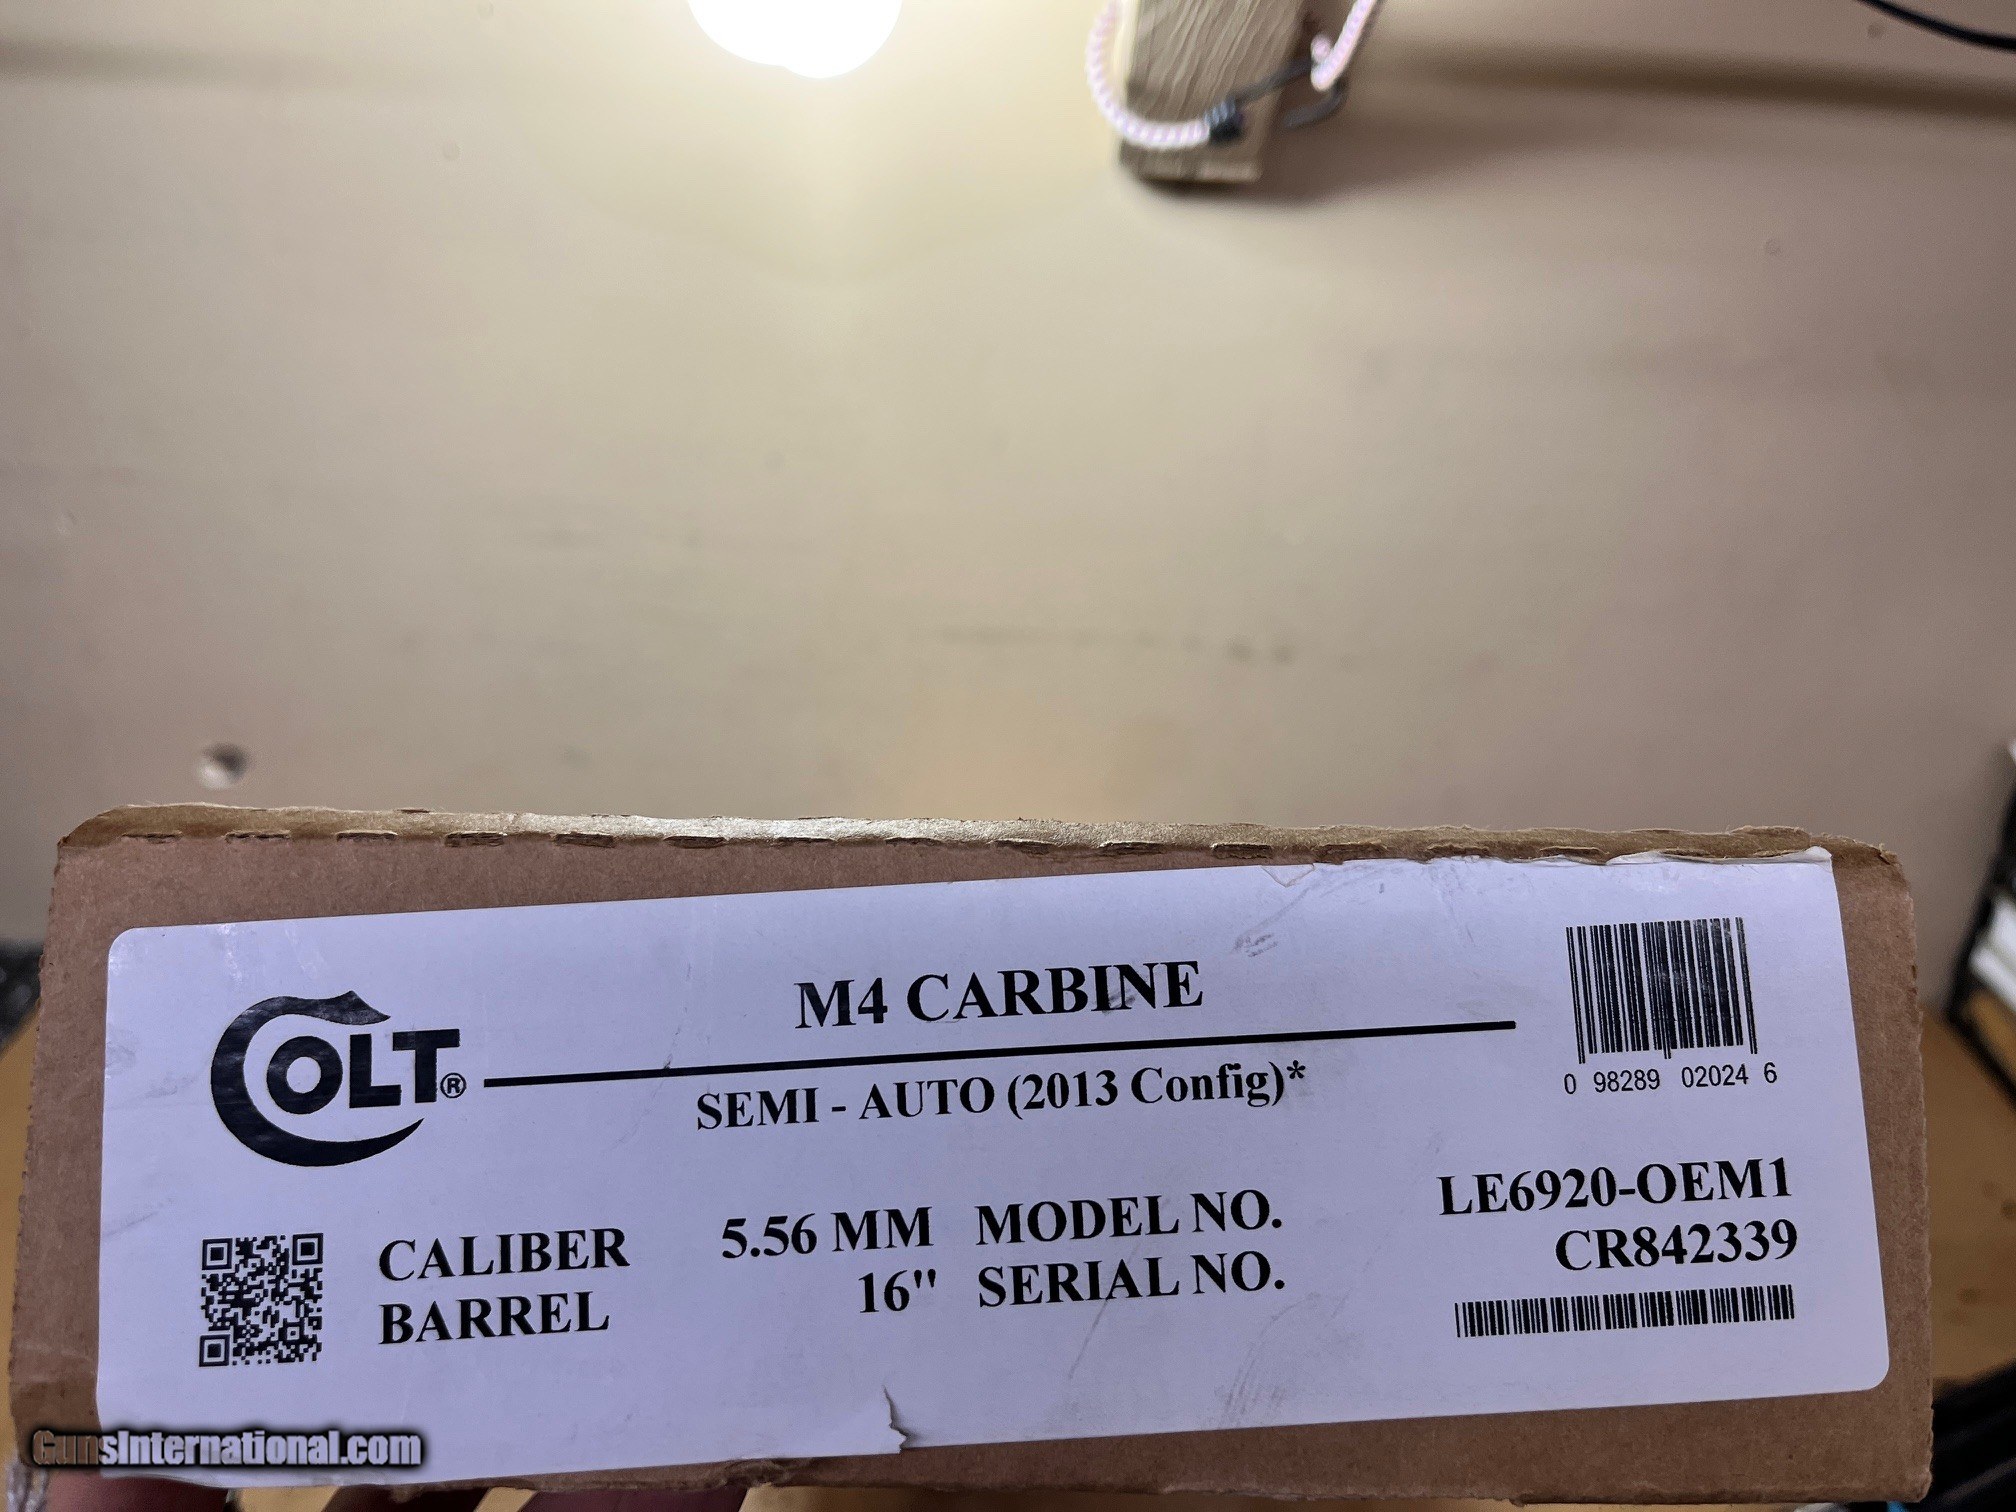 M4 CARBINE
COLT®
SEMI - AUTO (2013 Config)*
0 98289 02024 6
CALIBER 5.56 MM MODEL NO. LE6920-OEM1
BARREL 16" SERIAL NO. CR842339
GunsInternational.com